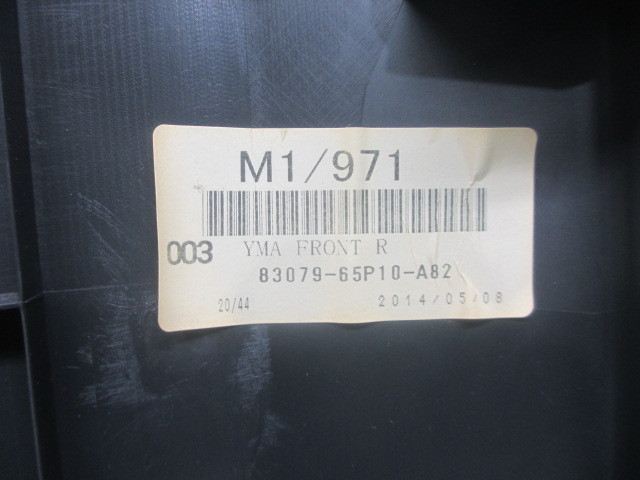 M1/971
003 YMA FRONT R
83079-65P10-A82
20/44 2014/05/08